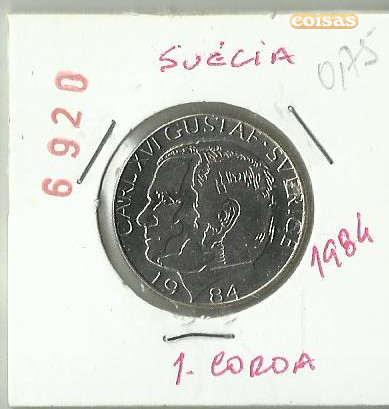 coisas
SUÉCIA
0,75
6920
CARL XVI GUSTAF · SVERIGE
19 84
1984
1. COROA